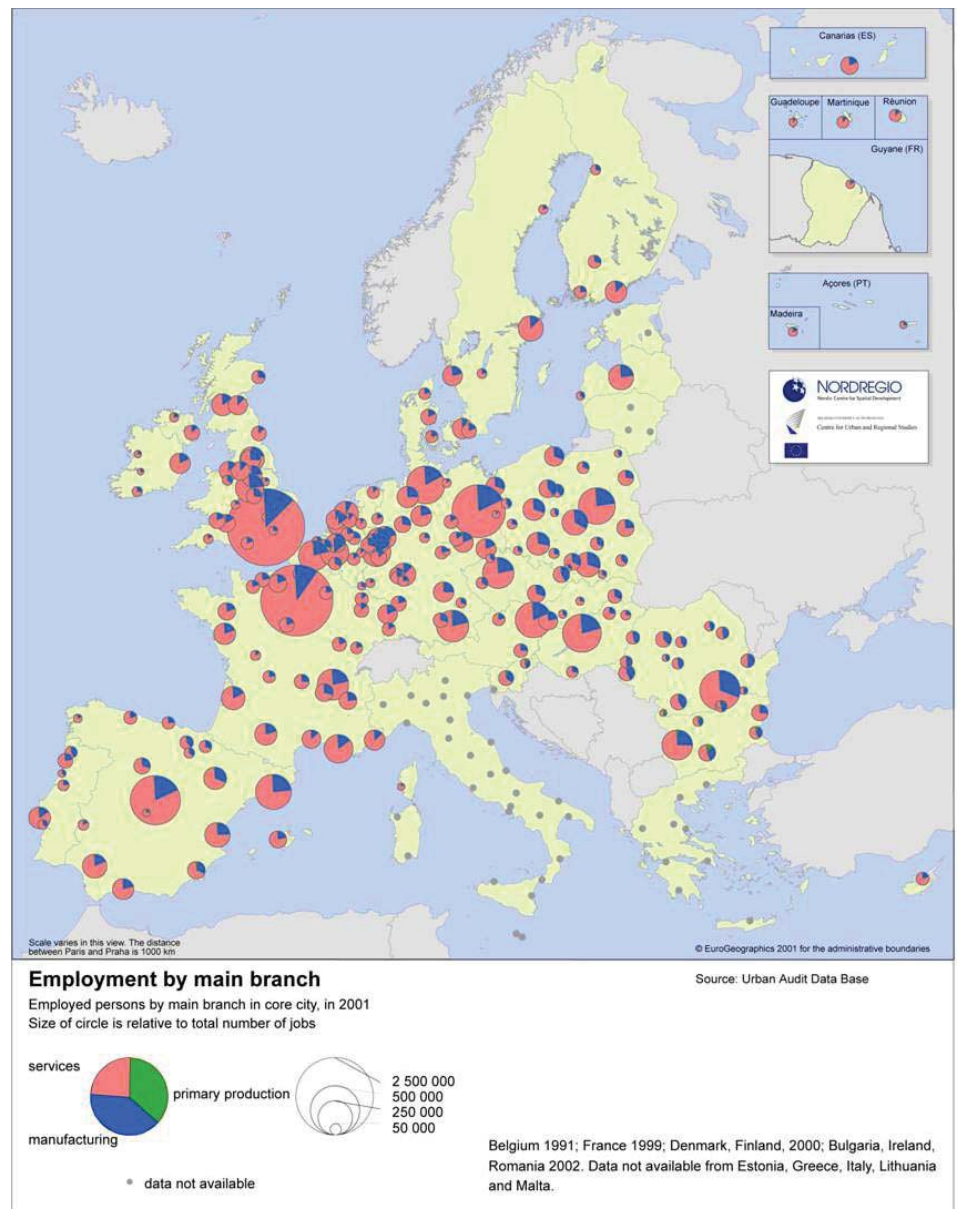 Canarias (ES)
Guadeloupe
Martinique
Réunion
Guyane (FR)
Açores (PT)
Madeira
NORDREGIO
Nordic Centre for Spatial Development
Centre for Urban and Regional Studies
Scale varies in this view. The distance
between Paris and Praha is 1000 km
© EuroGeographics 2001 for the administrative boundaries
Employment by main branch
Source: Urban Audit Data Base
Employed persons by main branch in core city, in 2001
Size of circle is relative to total number of jobs
services
primary production
manufacturing
2 500 000
500 000
250 000
50 000
data not available
Belgium 1991; France 1999; Denmark, Finland, 2000; Bulgaria, Ireland,
Romania 2002. Data not available from Estonia, Greece, Italy, Lithuania
and Malta.